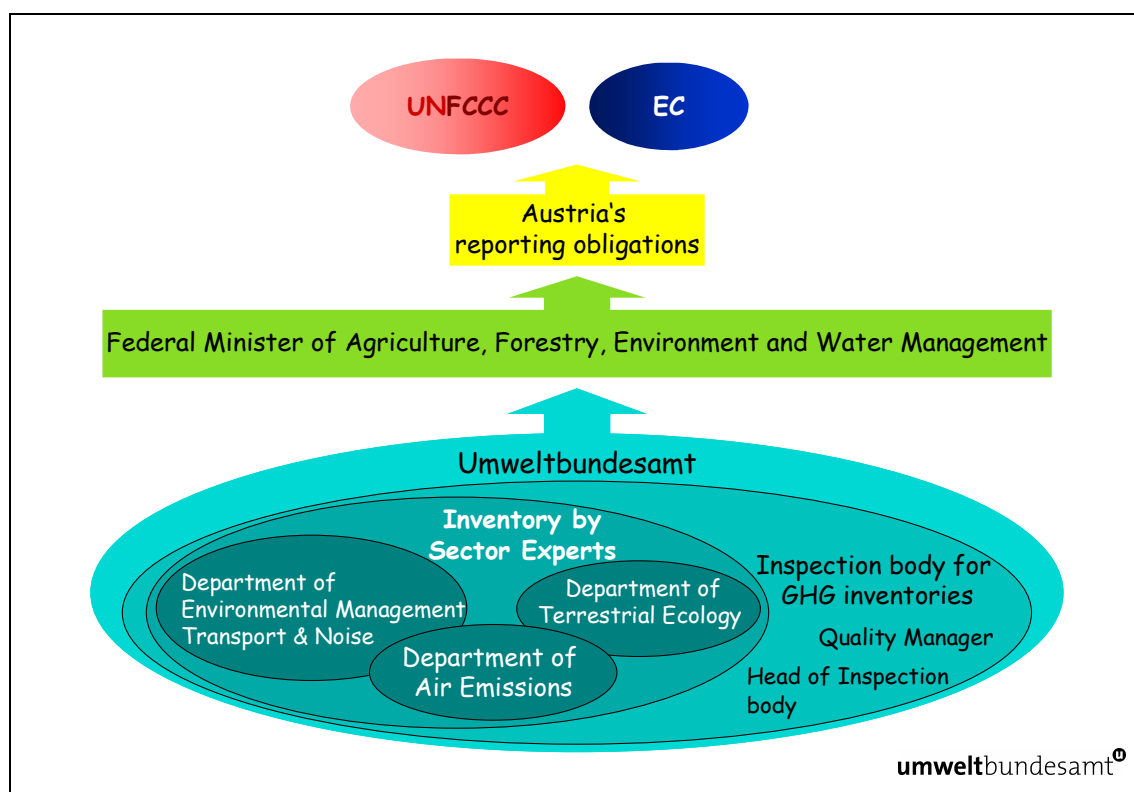 UNFCCC
EC
Austria's
reporting obligations
Federal Minister of Agriculture, Forestry, Environment and Water Management
Umweltbundesamt
Inventory by
Sector Experts
Department of
Environmental Management
Transport & Noise
Department of
Terrestrial Ecology
Department of
Air Emissions
Inspection body for
GHG inventories
Quality Manager
Head of Inspection
body
umweltbundesamt
u